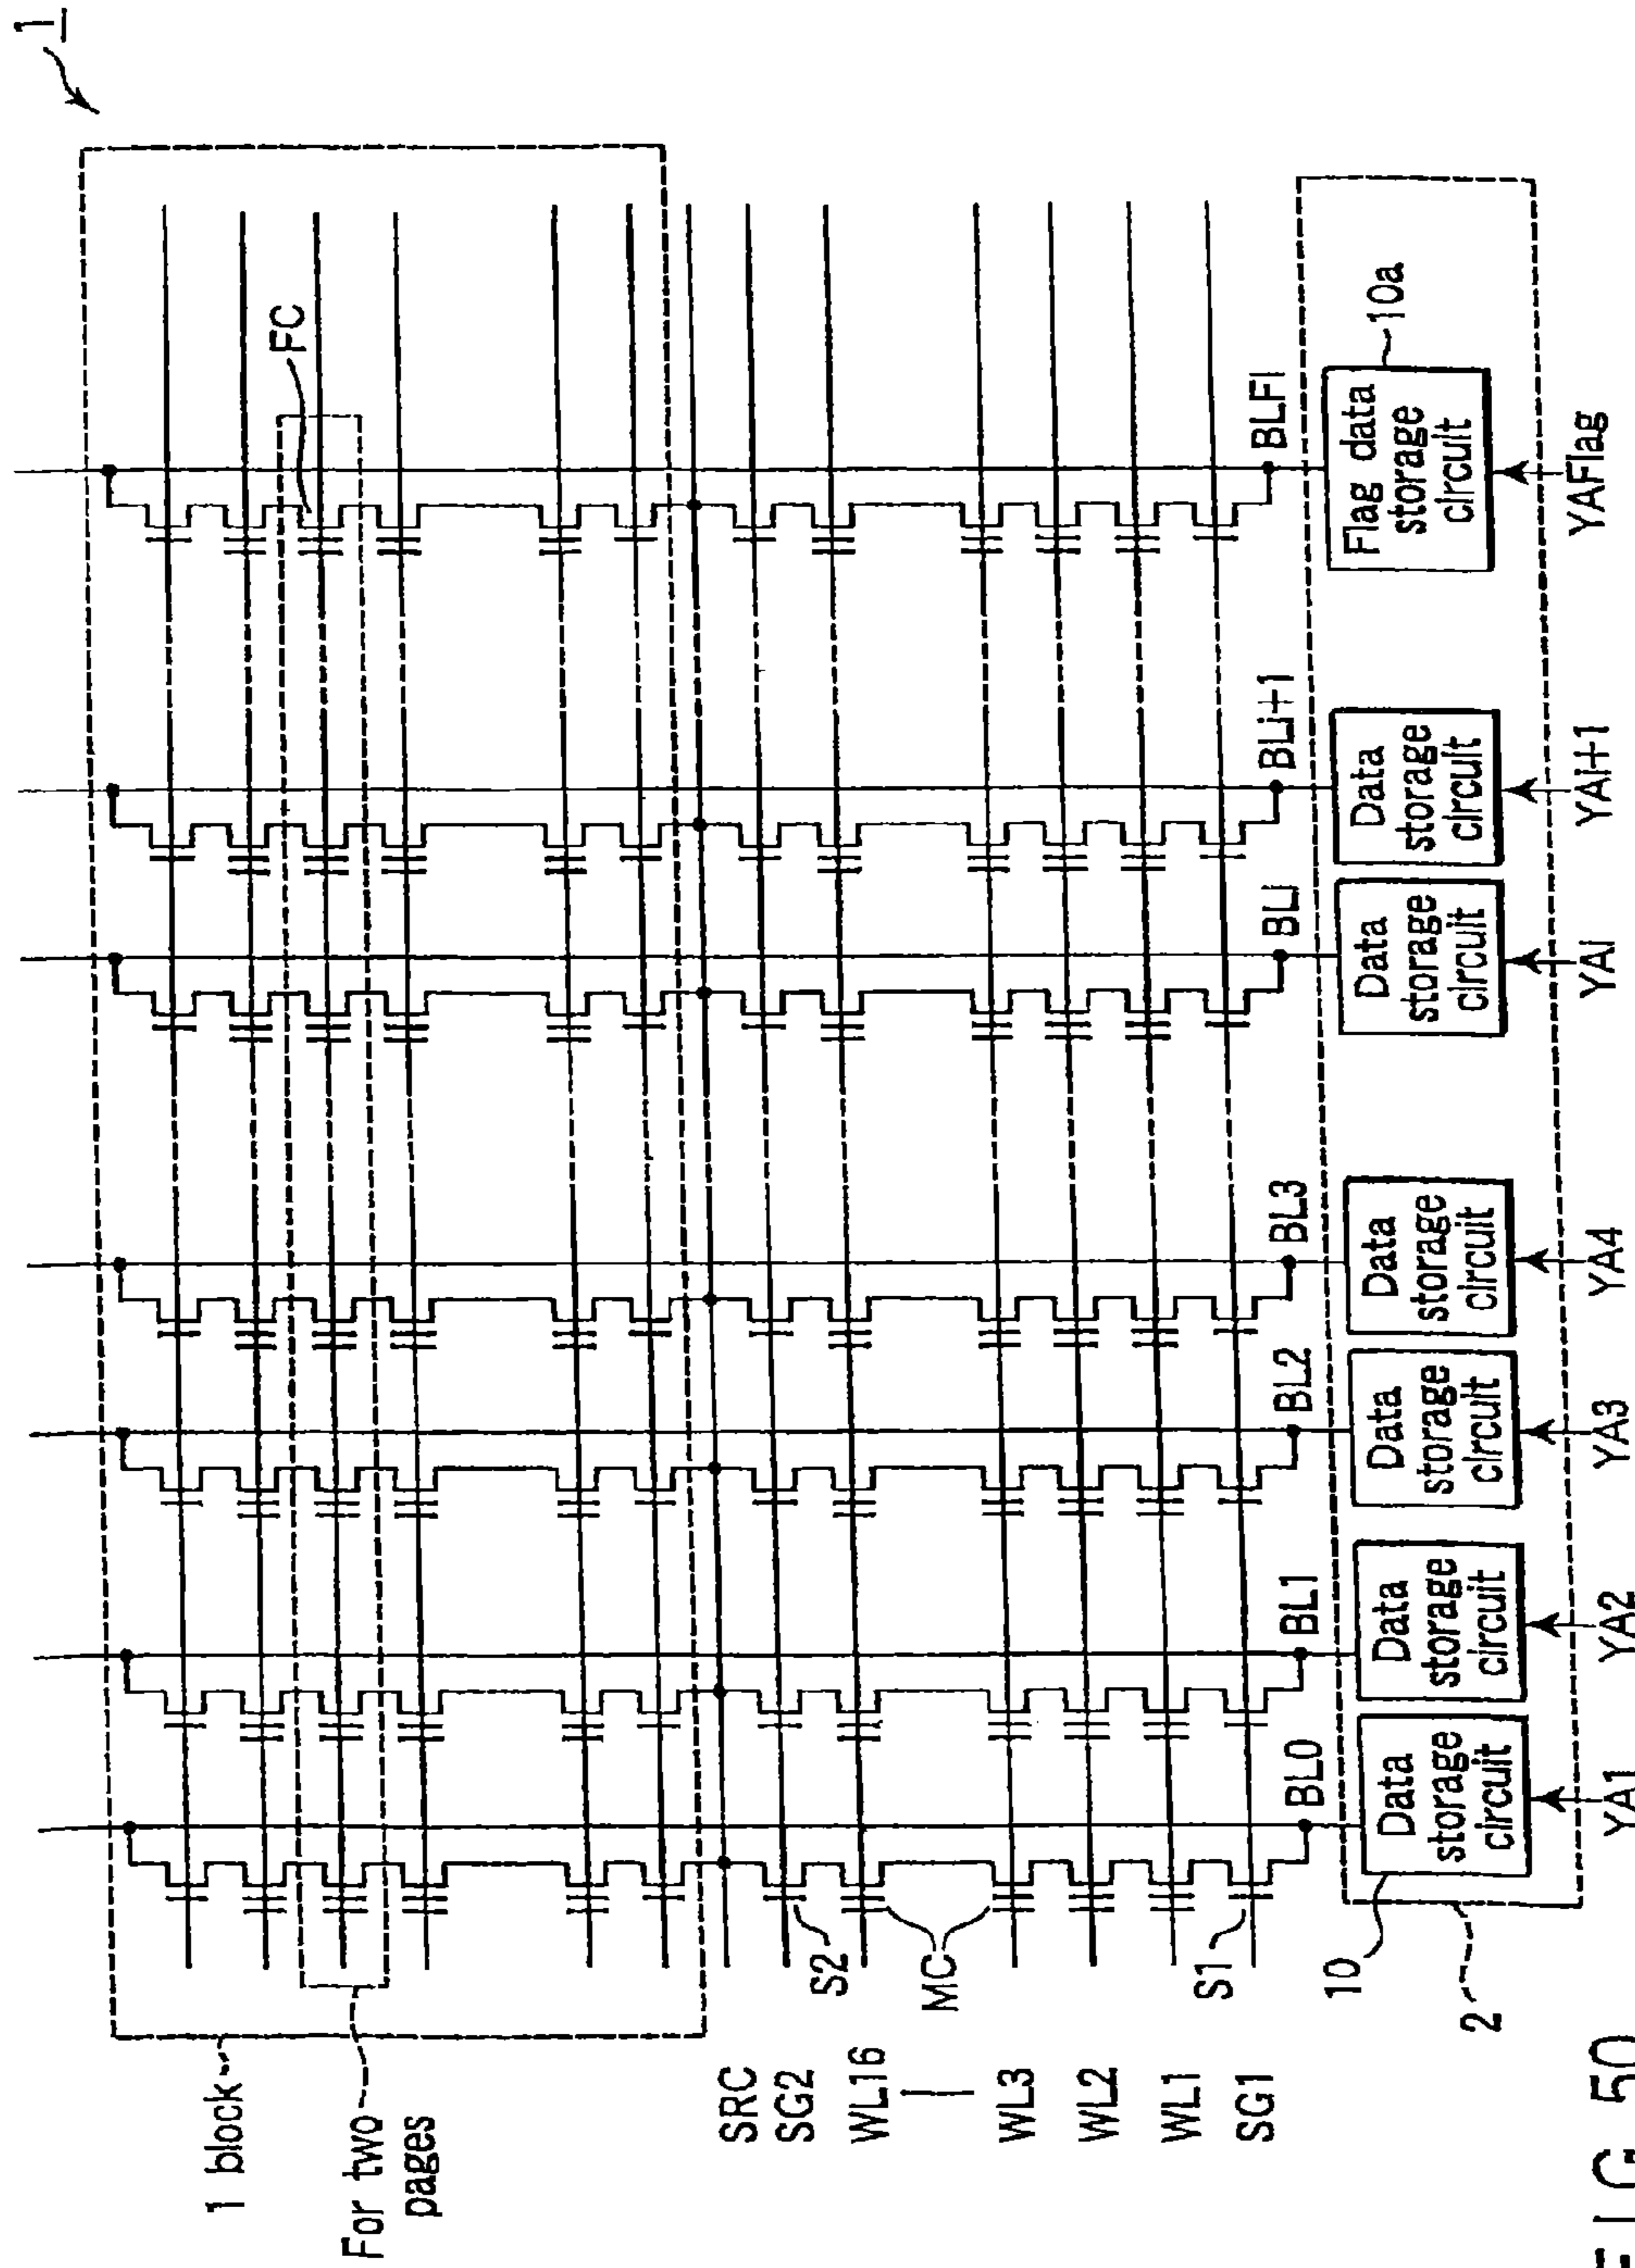 1
1 block
For two
pages
FC
SRC
SG2
WL16
WL3
WL2
WL1
SG1
S2
MC
S1
BL0
BL1
BL2
BL3
BLi
BLi+1
BLFl
10
2
Data
storage
circuit
Data
storage
circuit
Data
storage
circuit
Data
storage
circuit
Data
storage
circuit
Data
storage
circuit
Flag data
storage
circuit
10a
YA1
YA2
YA3
YA4
YAi
YAi+1
YAFlag
FIG. 50